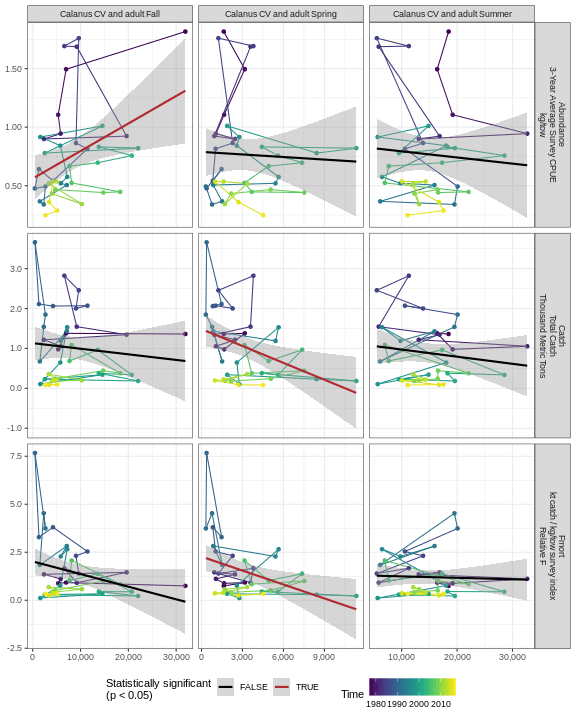 Calanus CV and adult Fall
Calanus CV and adult Spring
Calanus CV and adult Summer
1.50
1.00
0.50
Abundance
3-Year Average Survey CPUE
kg/tow
3.0
2.0
1.0
0.0
-1.0
Catch
Total Catch
Thousand Metric Tons
7.5
5.0
2.5
0.0
-2.5
Fmort
kt catch / kg/tow survey index
Relative F
0 10,000 20,000 30,000
0 3,000 6,000 9,000
10,000 20,000 30,000
Statistically significant
(p < 0.05)
FALSE
TRUE
Time
1980 1990 2000 2010